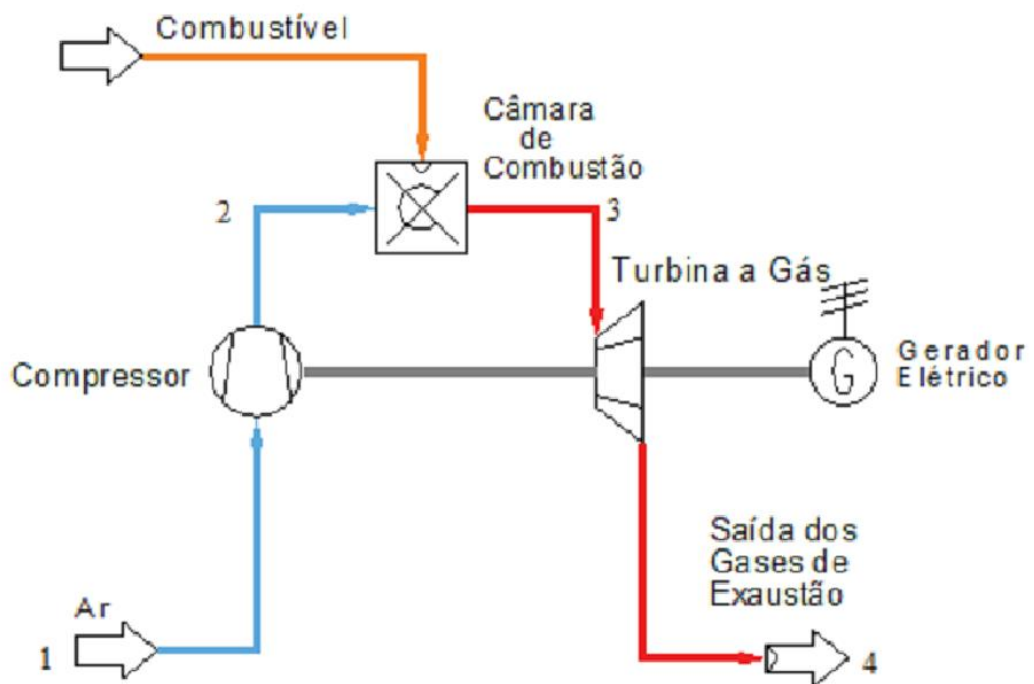 Combustível
Câmara
de
Combustão
2
3
Turbina a Gás
Compressor
G
Gerador
Elétrico
Saída dos
Gases de
Exaustão
Ar
1
4